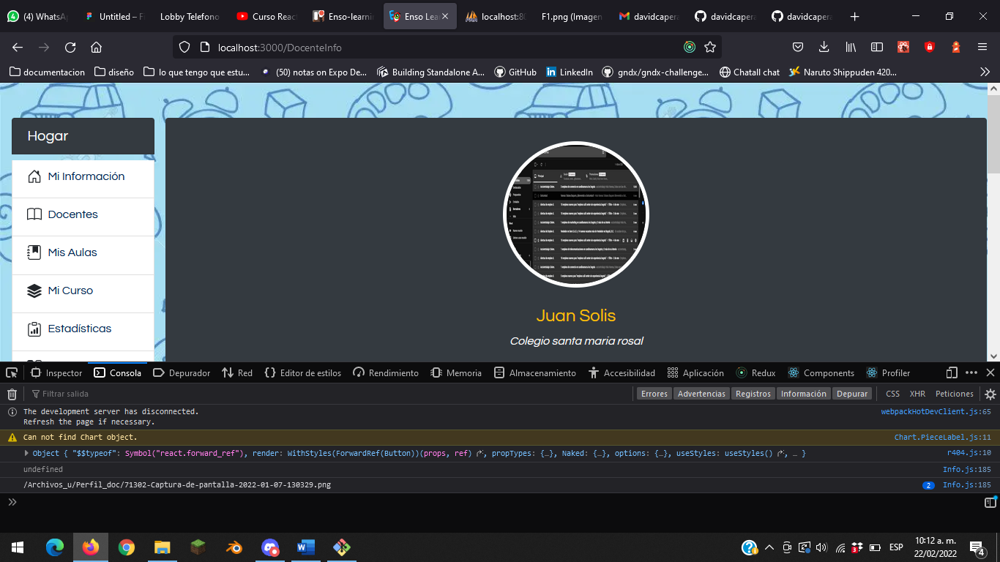 (4) WhatsA
Untitled – F
Lobby Telefono
Curso Reac
Enso-learni
Enso Lea
localhost:80
F1.png (Imagen
davidcapera
davidcapera
davidcapera
localhost:3000/DocenteInfo
documentacion
diseño
lo que tengo que estu...
(50) notas on Expo De...
Building Standalone A...
GitHub
LinkedIn
gndx/gndx-challenge...
Chatall chat
Naruto Shippuden 420...
Hogar
Mi Información
Docentes
Mis Aulas
Mi Curso
Estadísticas
Juan Solis
Colegio santa maria rosal
Inspector
Consola
Depurador
Red
Editor de estilos
Rendimiento
Memoria
Almacenamiento
Accesibilidad
Aplicación
Redux
Components
Profiler
Filtrar salida
Errores
Advertencias
Registros
Información
Depurar
CSS
XHR
Peticiones
The development server has disconnected.
Refresh the page if necessary.
webpackHotDevClient.js:65
Can not find Chart object.
Chart.PieceLabel.js:11
Object { "$$typeof": Symbol("react.forward_ref"), render: WithStyles(ForwardRef(Button))(props, ref), propTypes: {…}, Naked: {…}, options: {…}, useStyles: useStyles(), … }
r404.js:10
undefined
Info.js:185
/Archivos_u/Perfil_doc/71302-Captura-de-pantalla-2022-01-07-130329.png
2
Info.js:185
ESP
10:12 a. m.
22/02/2022
4